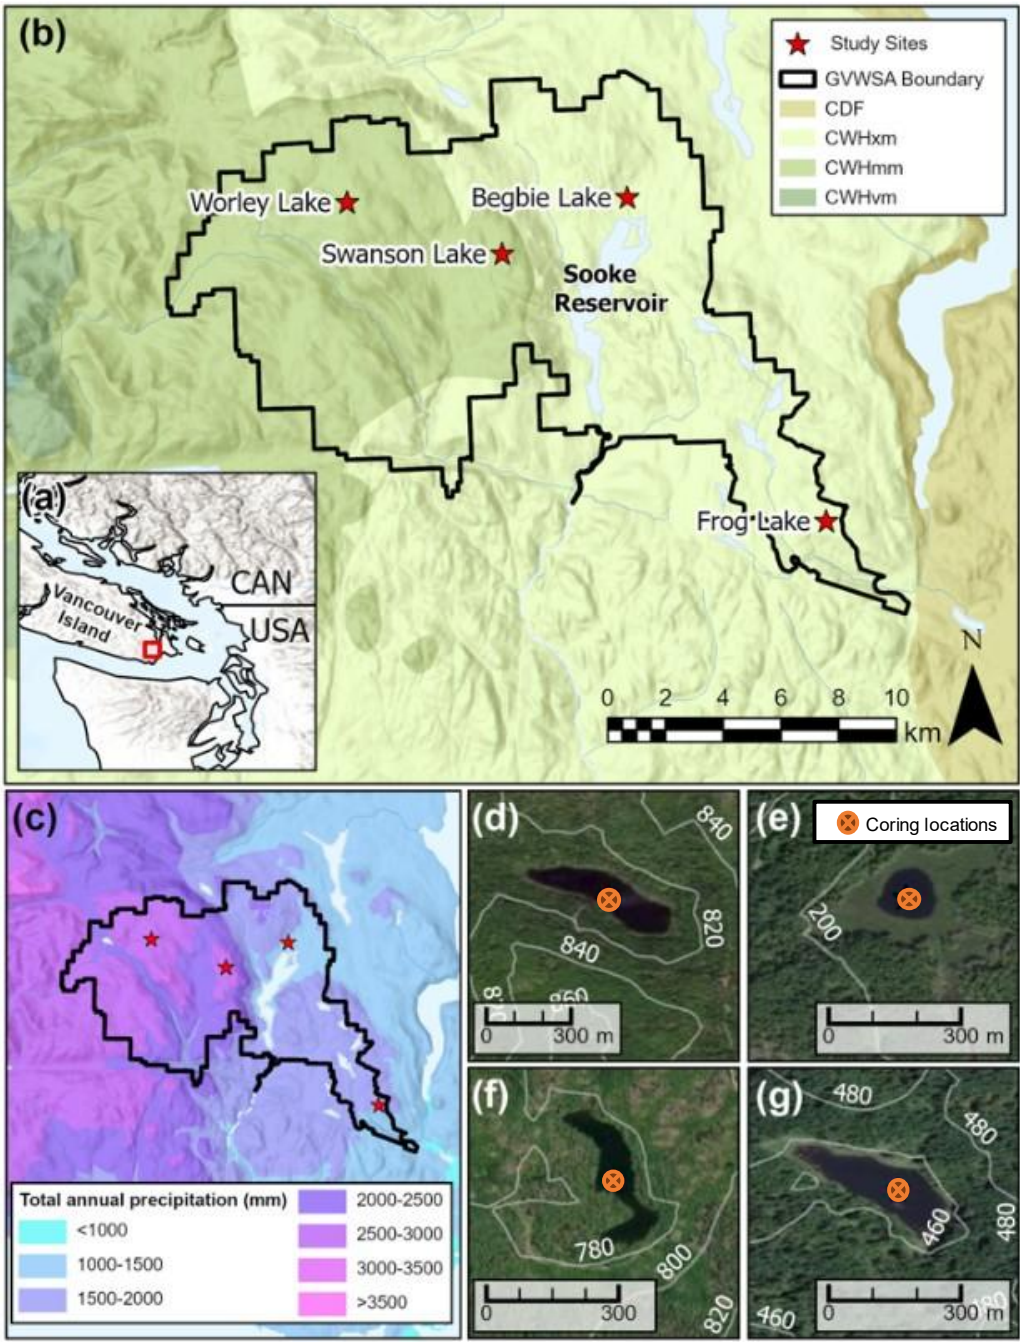 (b)
Study Sites
GVWSA Boundary
CDF
CWHxm
CWHmm
CWHvm
Worley Lake
Begbie Lake
Swanson Lake
Sooke
Reservoir
Frog Lake
(a)
CAN
Vancouver
Island
USA
N
0 2 4 6 8 10
km
(c)
Total annual precipitation (mm)
<1000
1000-1500
1500-2000
2000-2500
2500-3000
3000-3500
>3500
(d)
840
820
840
860
0 300 m
(e)
Coring locations
200
0 300 m
(f)
780
800
820
0 300
(g)
480
480
480
460
460
0 300 m